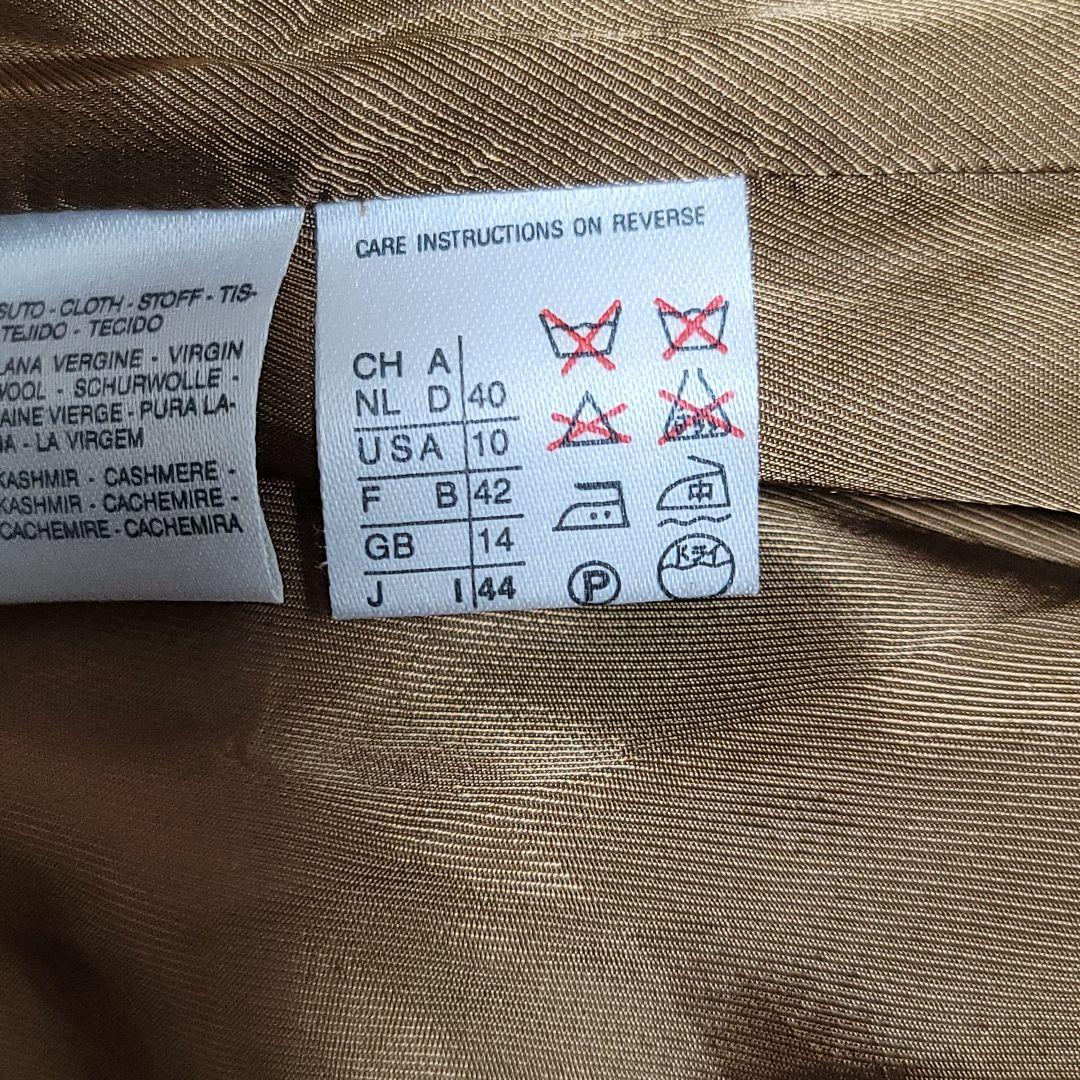 SUTO - CLOTH - STOFF - TIS-
TEJIDO - TECIDO
LANA VERGINE - VIRGIN
WOOL - SCHURWOLLE -
AINE VIERGE - PURA LA-
NA - LA VIRGEM
KASHMIR - CASHMERE -
KASHMIR - CACHEMIRE -
CACHEMIRE - CACHEMIRA
CARE INSTRUCTIONS ON REVERSE
CH A
NL D 40
USA 10
F B 42
GB 14
J I 44
中
P
ドライ